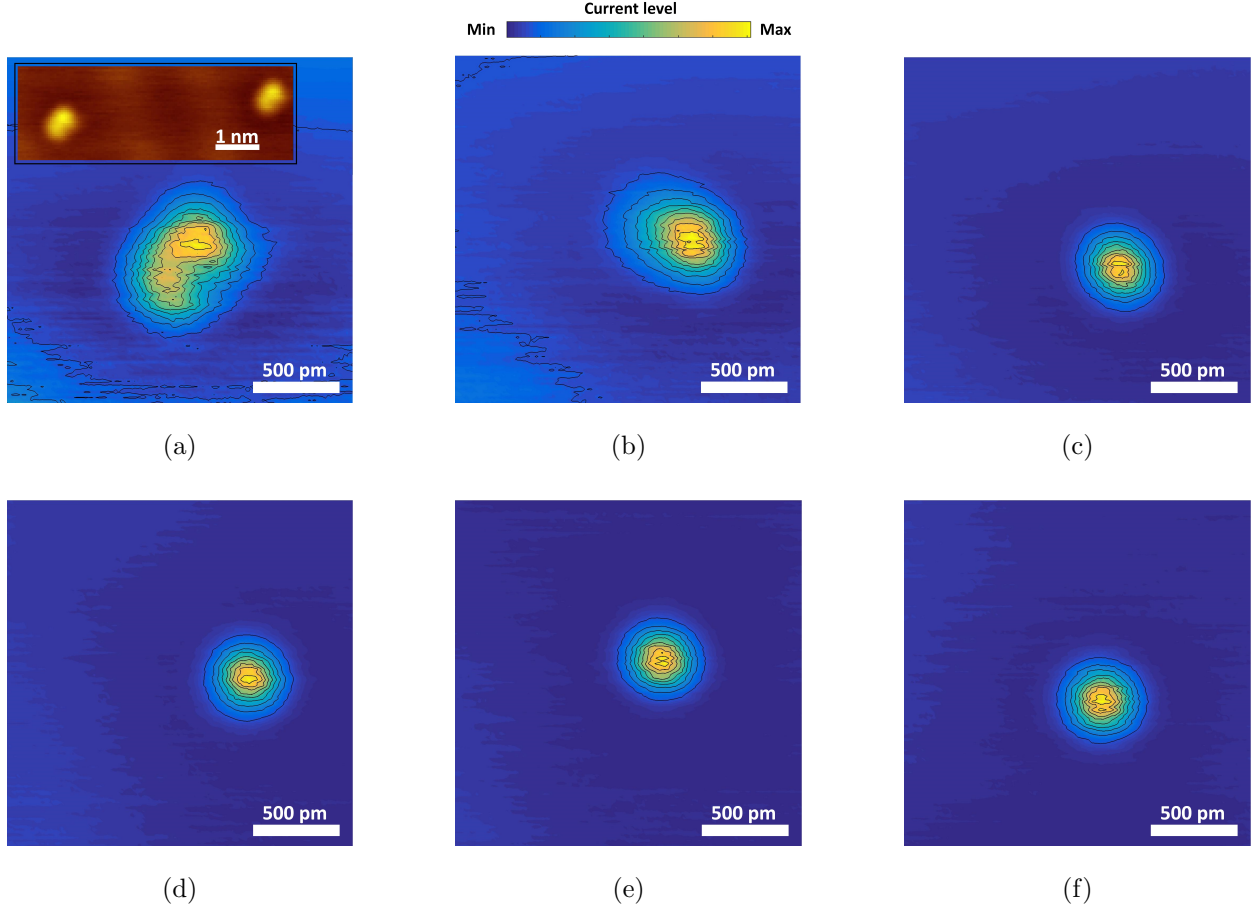 Current level
Min Max
1 nm
500 pm 500 pm 500 pm
(a) (b) (c)
500 pm 500 pm 500 pm
(d) (e) (f)